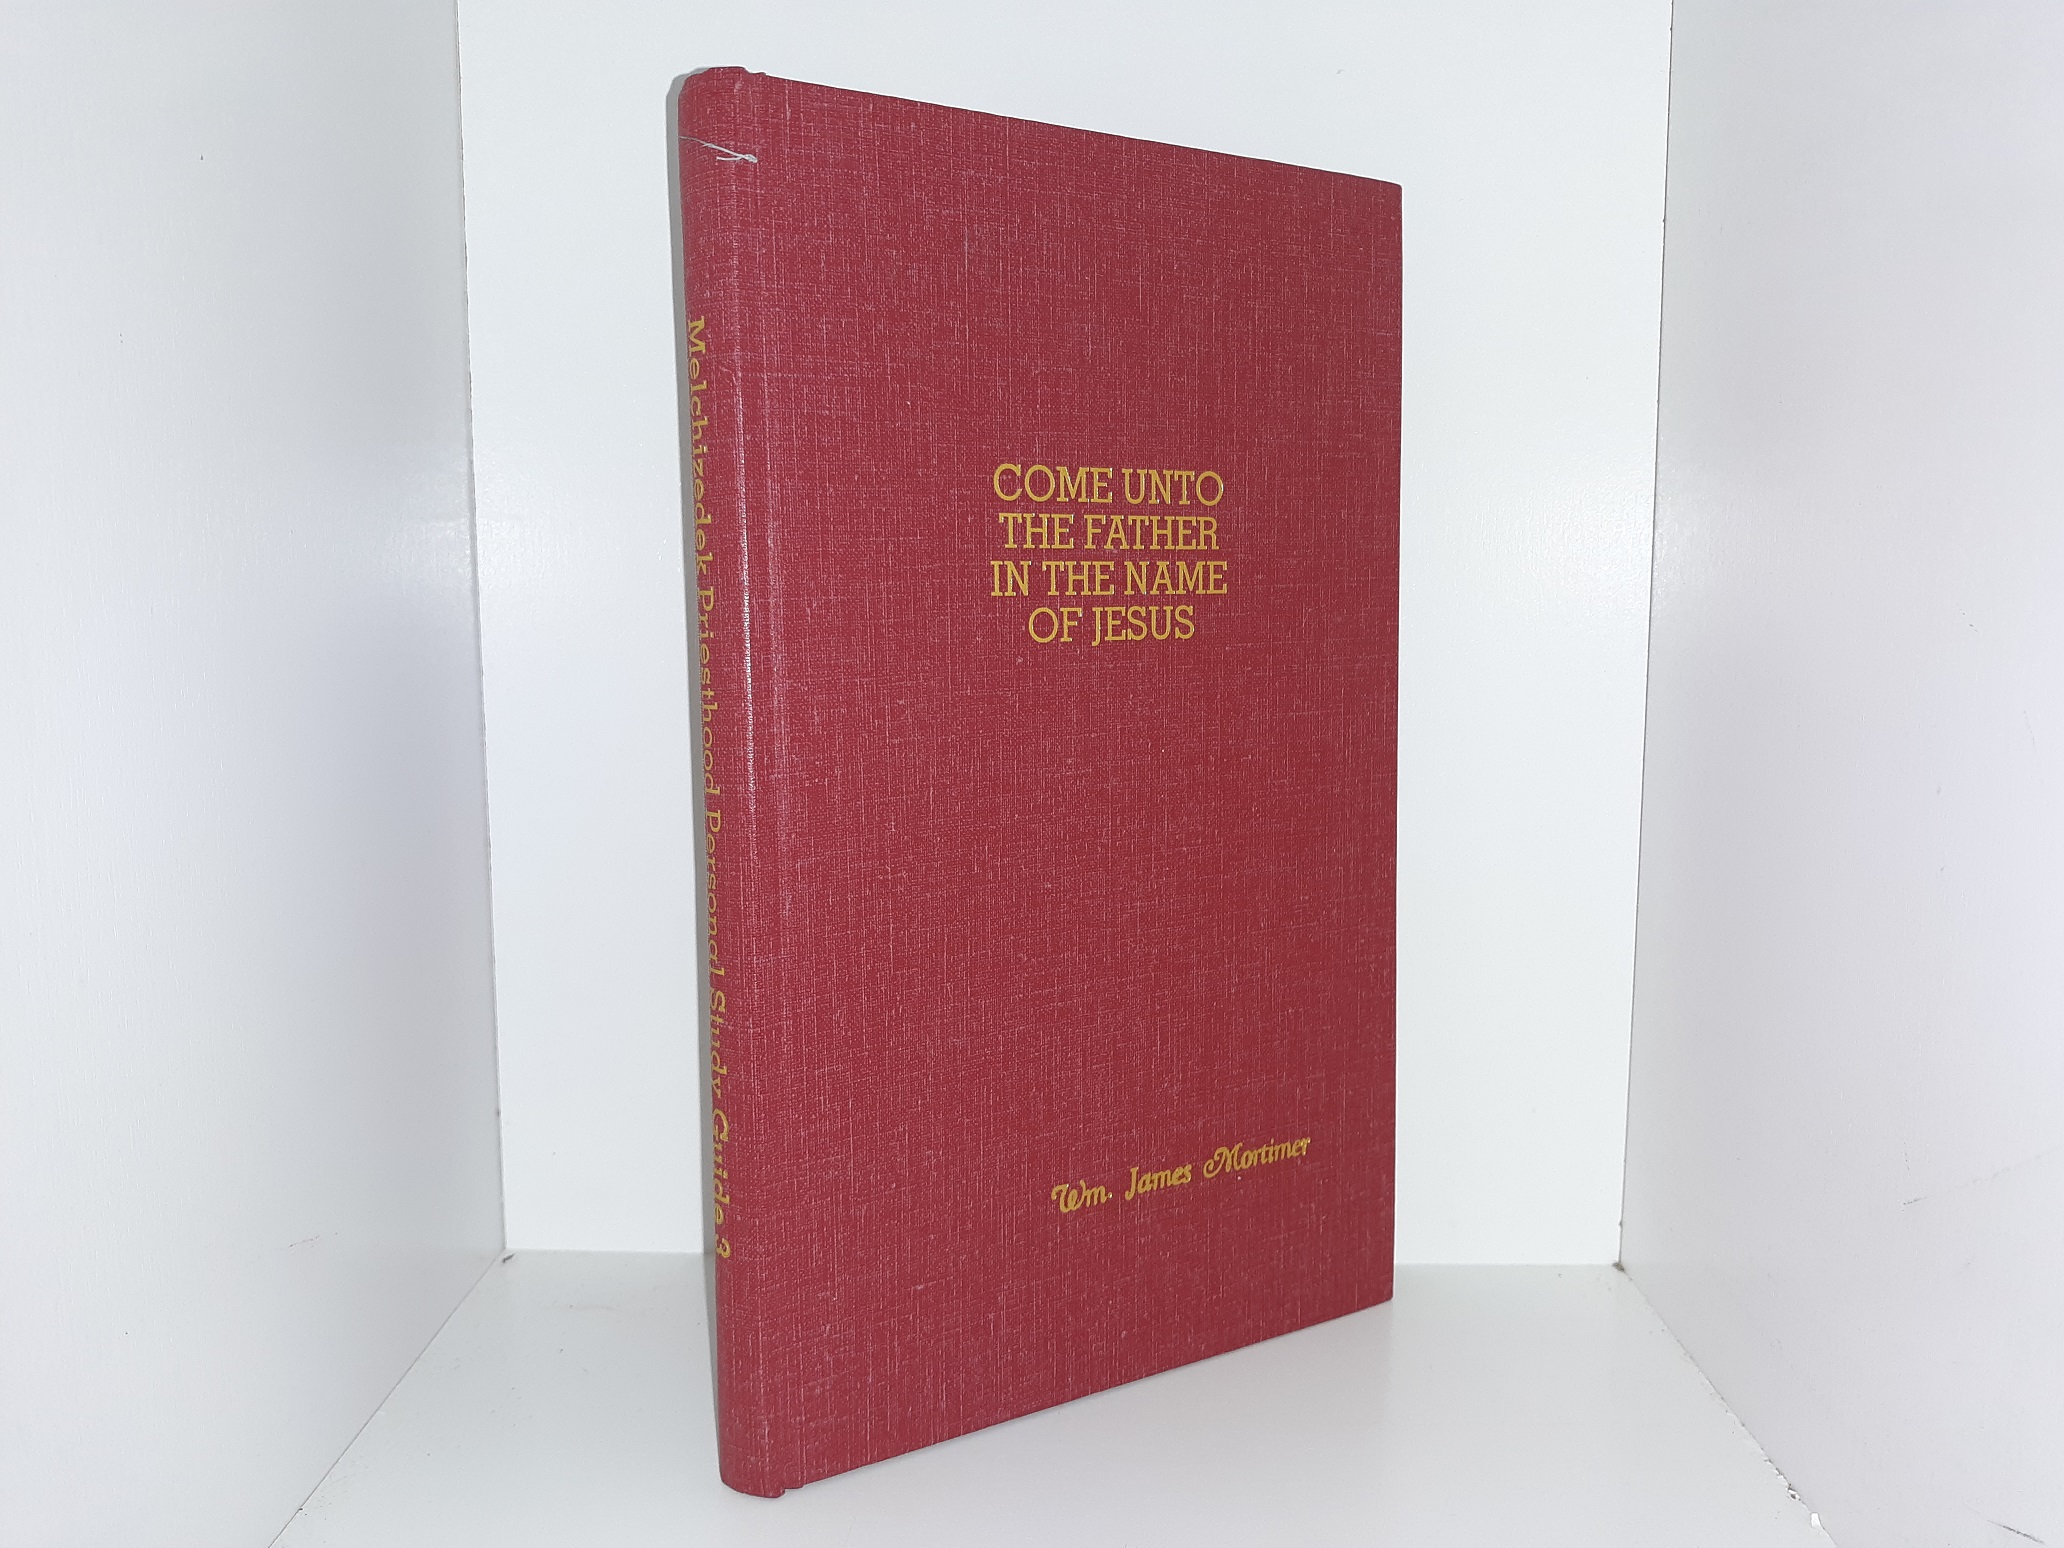 Melchizedek Priesthood Personal Study Guide 3
COME UNTO
THE FATHER
IN THE NAME
OF JESUS
Wm. James Mortimer